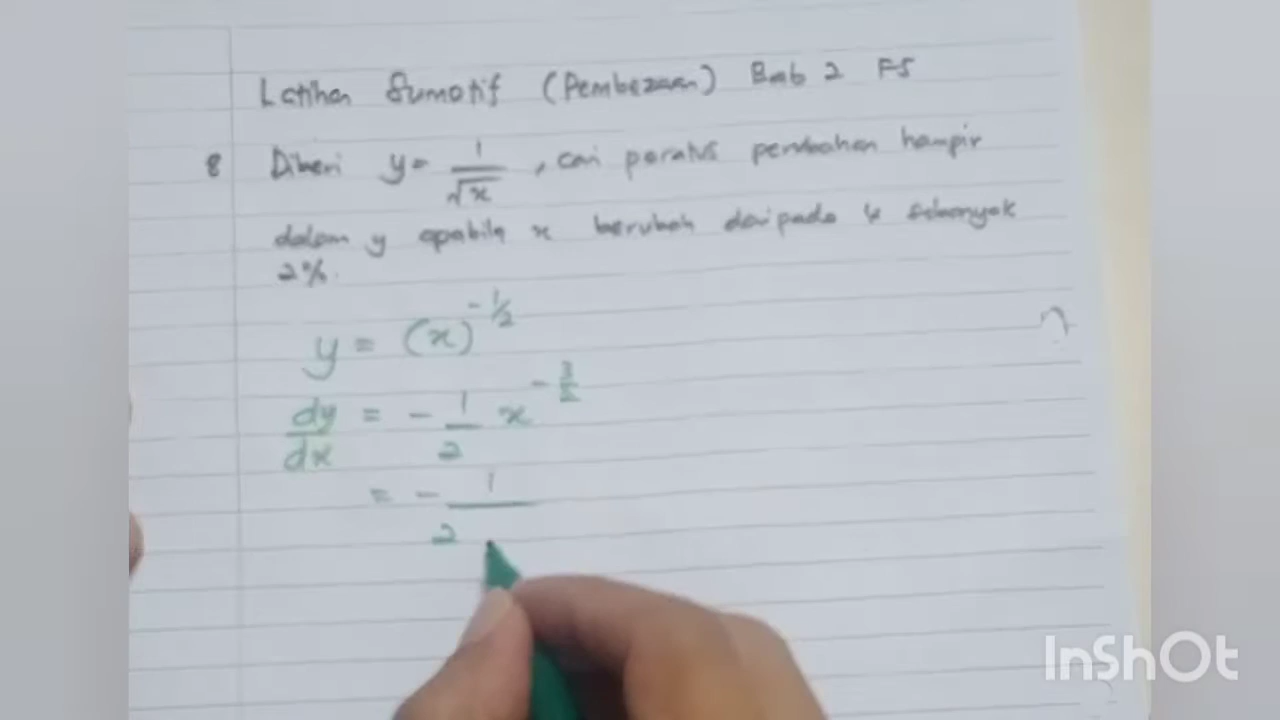 Latihan Sumatif (Pembezaan) Bab 2 F5
8 Diberi y = 1/√x , cari peratus perubahan hampir
dalam y apabila x berubah daripada 4 sebanyak
2%.
y = (x)^-1/2
dy/dx = - 1/2 x^-3/2
= - 1/2
InShOt